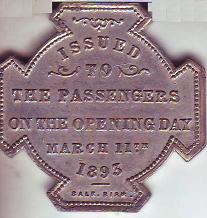 ISSUED
TO
THE PASSENGERS
ON THE OPENING DAY
MARCH 11TH
1893